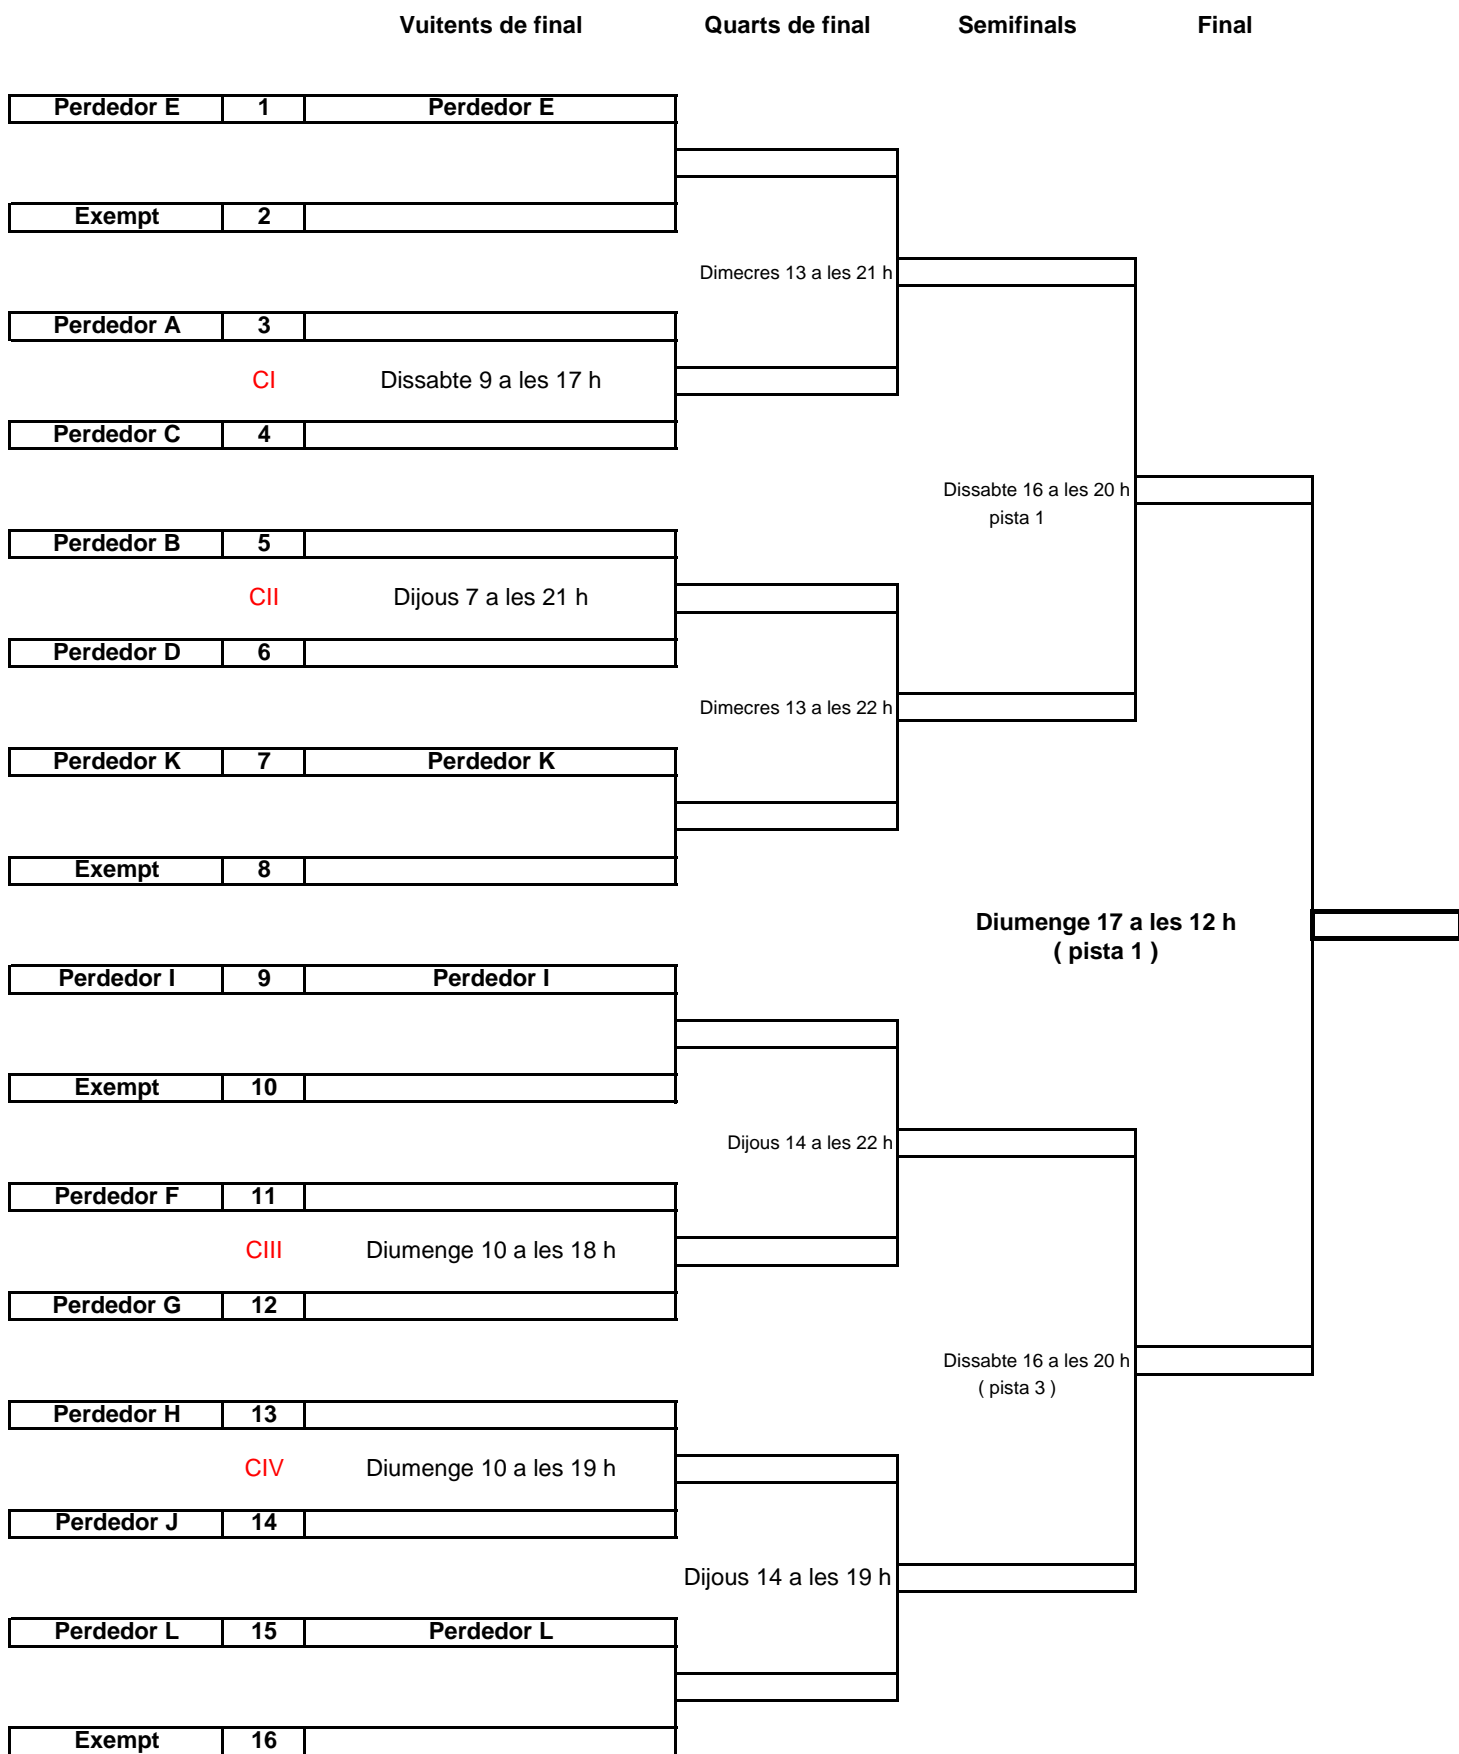 Vuitents de final Quarts de final Semifinals Final
Perdedor E 1 Perdedor E
Exempt 2
Dimecres 13 a les 21 h
Perdedor A 3
CI Dissabte 9 a les 17 h
Perdedor C 4
Dissabte 16 a les 20 h
pista 1
Perdedor B 5
CII Dijous 7 a les 21 h
Perdedor D 6
Dimecres 13 a les 22 h
Perdedor K 7 Perdedor K
Exempt 8
Diumenge 17 a les 12 h
( pista 1 )
Perdedor I 9 Perdedor I
Exempt 10
Dijous 14 a les 22 h
Perdedor F 11
CIII Diumenge 10 a les 18 h
Perdedor G 12
Dissabte 16 a les 20 h
( pista 3 )
Perdedor H 13
CIV Diumenge 10 a les 19 h
Perdedor J 14
Dijous 14 a les 19 h
Perdedor L 15 Perdedor L
Exempt 16